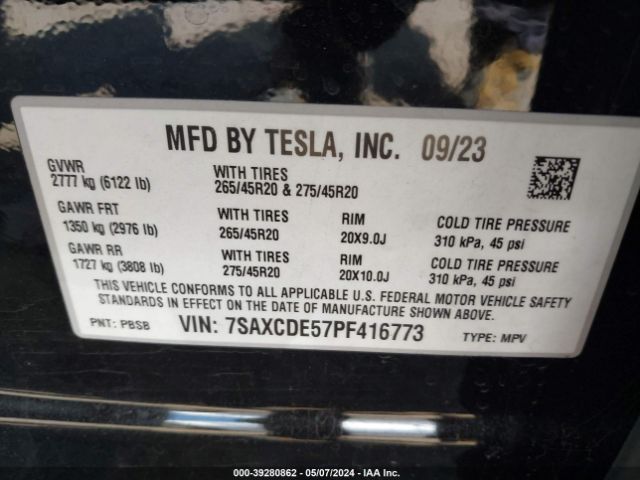 MFD BY TESLA, INC. 09/23
GVWR
2777 kg (6122 lb)
WITH TIRES
265/45R20 & 275/45R20
GAWR FRT
1350 kg (2976 lb)
WITH TIRES
265/45R20
RIM
20X9.0J
COLD TIRE PRESSURE
310 kPa, 45 psi
GAWR RR
1727 kg (3808 lb)
WITH TIRES
275/45R20
RIM
20X10.0J
COLD TIRE PRESSURE
310 kPa, 45 psi
THIS VEHICLE CONFORMS TO ALL APPLICABLE U.S. FEDERAL MOTOR VEHICLE SAFETY
STANDARDS IN EFFECT ON THE DATE OF MANUFACTURE SHOWN ABOVE.
PNT: PBSB VIN: 7SAXCDE57PF416773 TYPE: MPV
000-39280862 - 05/07/2024 - IAA Inc.